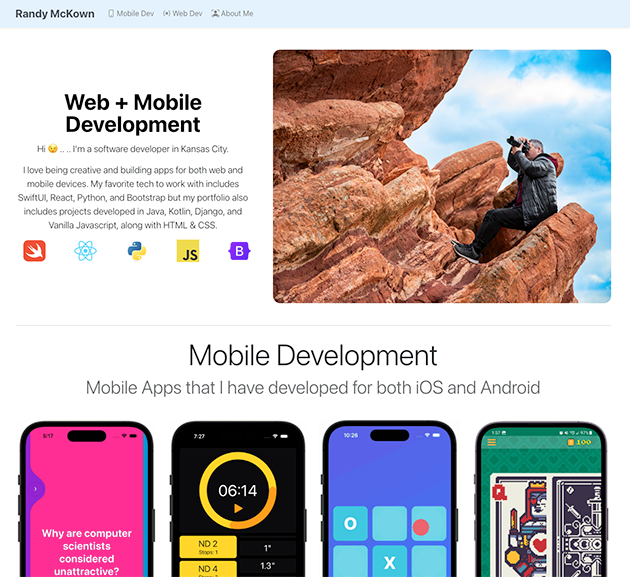 Randy McKown
Mobile Dev
Web Dev
About Me
Web + Mobile
Development
Hi 😉 .. .. I'm a software developer in Kansas City.
I love being creative and building apps for both web and
mobile devices. My favorite tech to work with includes
SwiftUI, React, Python, and Bootstrap but my portfolio also
includes projects developed in Java, Kotlin, Django, and
Vanilla Javascript, along with HTML & CSS.
JS
B
Mobile Development
Mobile Apps that I have developed for both iOS and Android
5:17
Why are computer
scientists
considered
unattractive?
7:27
06:14
ND 2
Stops: 1
1"
ND 4
1.3"
10:26
O
X
1:57
100